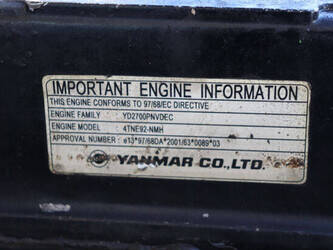 IMPORTANT ENGINE INFORMATION
THIS ENGINE CONFORMS TO 97/68/EC DIRECTIVE
ENGINE FAMILY : YD2700PNVDEC
ENGINE MODEL : 4TNE92-NMH
APPROVAL NUMBER : e13*97/68DA*2001/63*0089*03
YANMAR CO.,LTD.